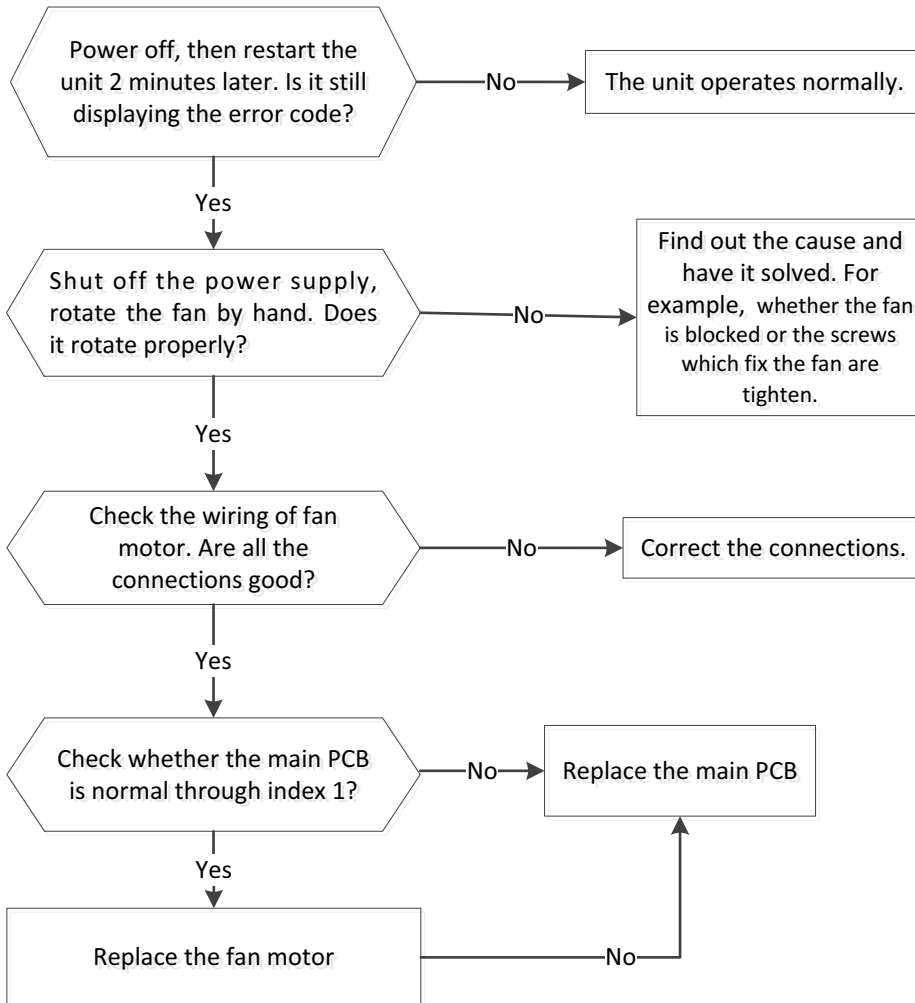 Power off, then restart the
unit 2 minutes later. Is it still
displaying the error code?
No
The unit operates normally.
Yes
Shut off the power supply,
rotate the fan by hand. Does
it rotate properly?
No
Find out the cause and
have it solved. For
example, whether the fan
is blocked or the screws
which fix the fan are
tighten.
Yes
Check the wiring of fan
motor. Are all the
connections good?
No
Correct the connections.
Yes
Check whether the main PCB
is normal through index 1?
No
Replace the main PCB
Yes
Replace the fan motor
No